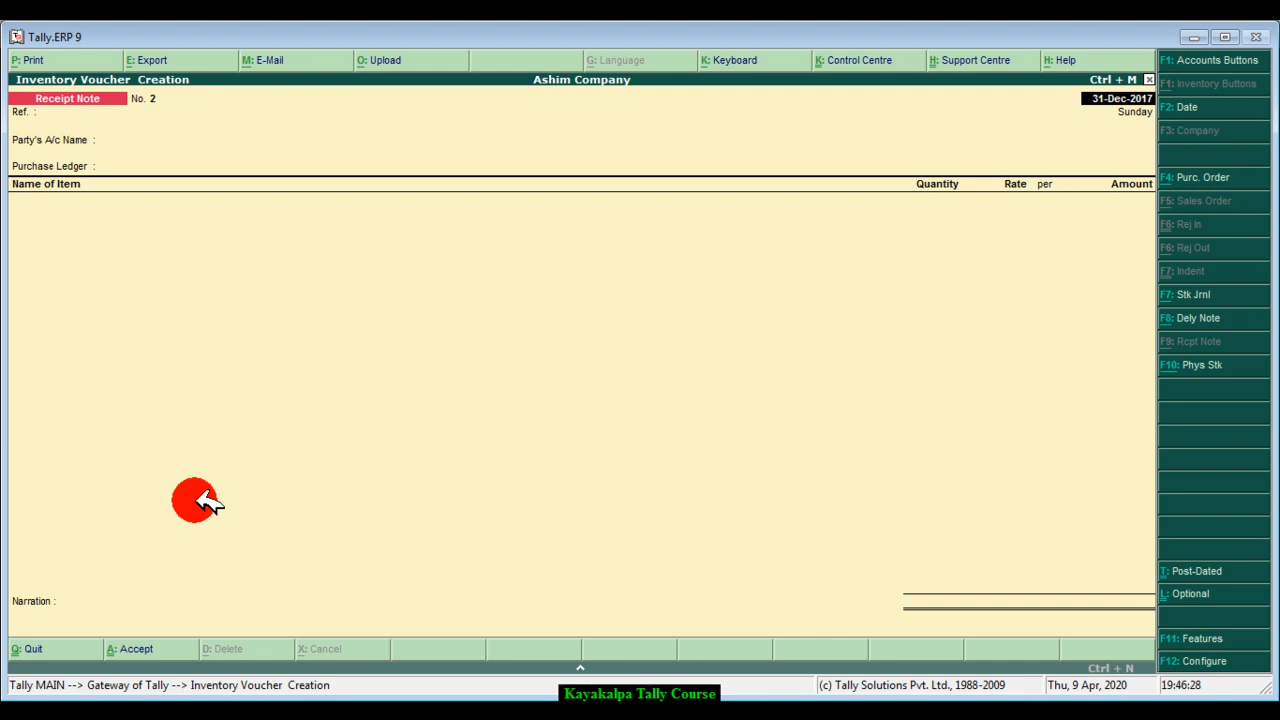 Tally.ERP 9
P: Print E: Export M: E-Mail O: Upload G: Language K: Keyboard K: Control Centre H: Support Centre H: Help
Inventory Voucher Creation Ashim Company Ctrl + M
Receipt Note No. 2 31-Dec-2017
Ref. : Sunday
Party's A/c Name :
Purchase Ledger :
Name of Item Quantity Rate per Amount
Narration :
Q: Quit A: Accept D: Delete X: Cancel
Ctrl + N
F1: Accounts Buttons
F1: Inventory Buttons
F2: Date
F3: Company
F4: Purc. Order
F5: Sales Order
F6: Rej In
F6: Rej Out
F7: Indent
F7: Stk Jrnl
F8: Dely Note
F9: Rcpt Note
F10: Phys Stk
T: Post-Dated
L: Optional
F11: Features
F12: Configure
Tally MAIN --> Gateway of Tally --> Inventory Voucher Creation (c) Tally Solutions Pvt. Ltd., 1988-2009 Thu, 9 Apr, 2020 19:46:28
Kayakalpa Tally Course